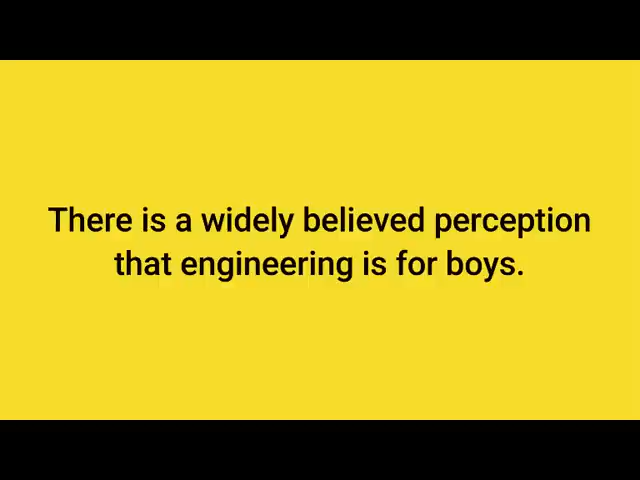 There is a widely believed perception
that engineering is for boys.